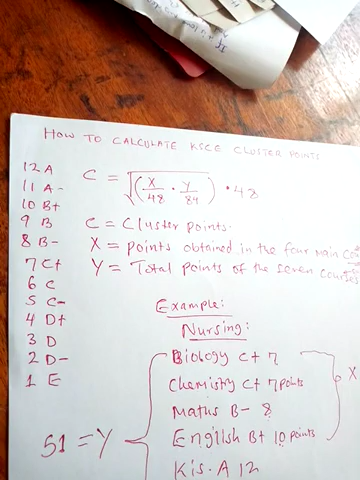 HOW TO CALCULATE KSCE CLUSTER POINTS
12 A
11 A-
10 B+
9 B
8 B-
7 C+
6 C
5 C-
4 D+
3 D
2 D-
1 E
C = √(X/48 · Y/84) · 48
C = Cluster points.
X = points obtained in the four main
Y = Total points of the seven courses
Example:
Nursing:
Biology C+ 7
Chemistry C+ 7 points
Maths B- 8
English B+ 10 points
Kis. A 12
X
51 = Y